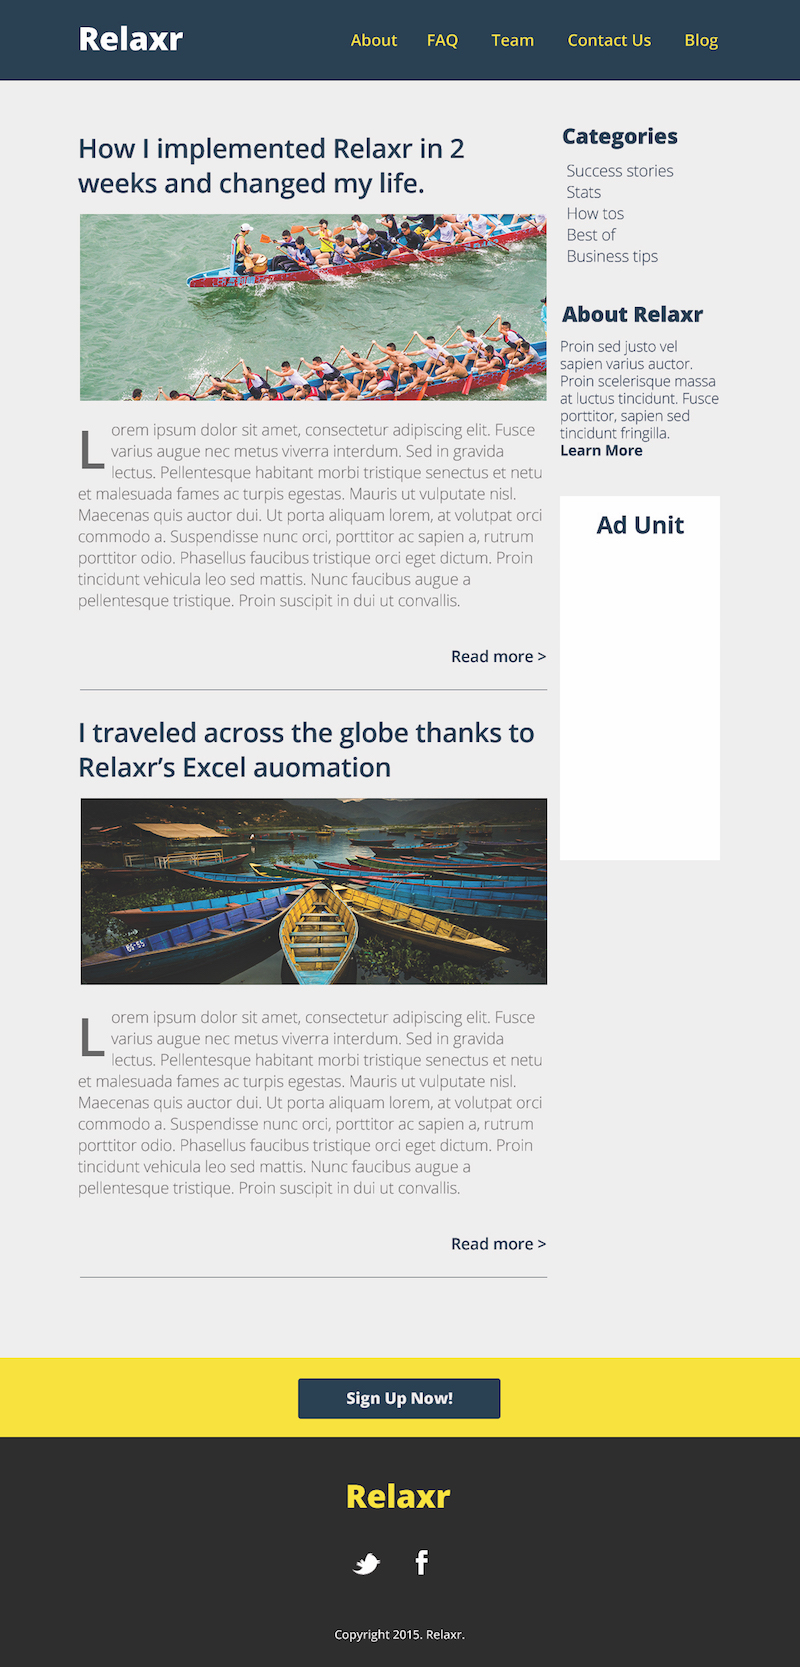 Relaxr
About FAQ Team Contact Us Blog
How I implemented Relaxr in 2
weeks and changed my life.
Lorem ipsum dolor sit amet, consectetur adipiscing elit. Fusce
varius augue nec metus viverra interdum. Sed in gravida
lectus. Pellentesque habitant morbi tristique senectus et netu
et malesuada fames ac turpis egestas. Mauris ut vulputate nisl.
Maecenas quis auctor dui. Ut porta aliquam lorem, at volutpat orci
commodo a. Suspendisse nunc orci, porttitor ac sapien a, rutrum
porttitor odio. Phasellus faucibus tristique orci eget dictum. Proin
tincidunt vehicula leo sed mattis. Nunc faucibus augue a
pellentesque tristique. Proin suscipit in dui ut convallis.
Read more >
I traveled across the globe thanks to
Relaxr’s Excel auomation
Lorem ipsum dolor sit amet, consectetur adipiscing elit. Fusce
varius augue nec metus viverra interdum. Sed in gravida
lectus. Pellentesque habitant morbi tristique senectus et netu
et malesuada fames ac turpis egestas. Mauris ut vulputate nisl.
Maecenas quis auctor dui. Ut porta aliquam lorem, at volutpat orci
commodo a. Suspendisse nunc orci, porttitor ac sapien a, rutrum
porttitor odio. Phasellus faucibus tristique orci eget dictum. Proin
tincidunt vehicula leo sed mattis. Nunc faucibus augue a
pellentesque tristique. Proin suscipit in dui ut convallis.
Read more >
Categories
Success stories
Stats
How tos
Best of
Business tips
About Relaxr
Proin sed justo vel
sapien varius auctor.
Proin scelerisque massa
at luctus tincidunt. Fusce
porttitor, sapien sed
tincidunt fringilla.
Learn More
Ad Unit
Sign Up Now!
Relaxr
Copyright 2015. Relaxr.